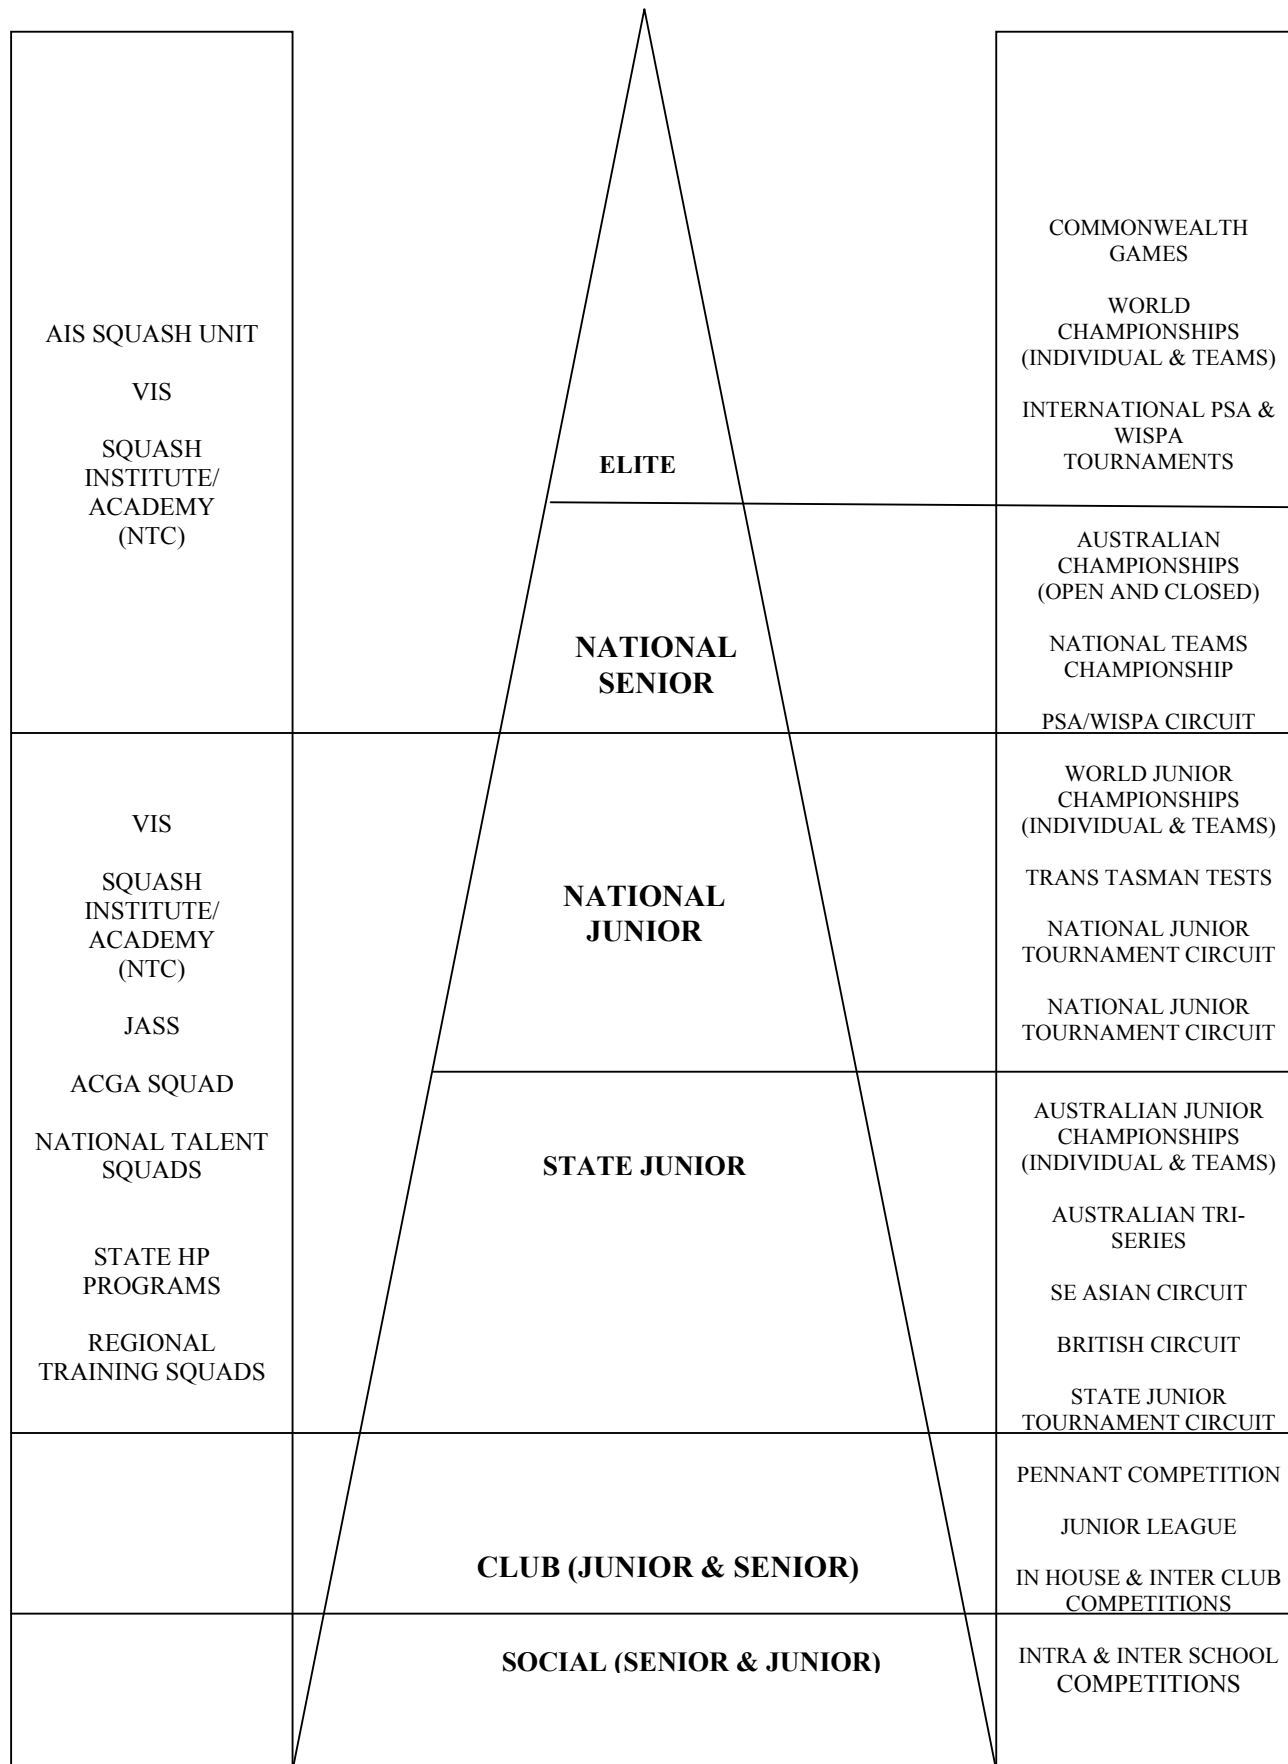 AIS SQUASH UNIT
VIS
SQUASH
INSTITUTE/
ACADEMY
(NTC)
VIS
SQUASH
INSTITUTE/
ACADEMY
(NTC)
JASS
ACGA SQUAD
NATIONAL TALENT
SQUADS
STATE HP
PROGRAMS
REGIONAL
TRAINING SQUADS
ELITE
NATIONAL
SENIOR
NATIONAL
JUNIOR
STATE JUNIOR
CLUB (JUNIOR & SENIOR)
SOCIAL (SENIOR & JUNIOR)
COMMONWEALTH
GAMES
WORLD
CHAMPIONSHIPS
(INDIVIDUAL & TEAMS)
INTERNATIONAL PSA &
WISPA
TOURNAMENTS
AUSTRALIAN
CHAMPIONSHIPS
(OPEN AND CLOSED)
NATIONAL TEAMS
CHAMPIONSHIP
PSA/WISPA CIRCUIT
WORLD JUNIOR
CHAMPIONSHIPS
(INDIVIDUAL & TEAMS)
TRANS TASMAN TESTS
NATIONAL JUNIOR
TOURNAMENT CIRCUIT
NATIONAL JUNIOR
TOURNAMENT CIRCUIT
AUSTRALIAN JUNIOR
CHAMPIONSHIPS
(INDIVIDUAL & TEAMS)
AUSTRALIAN TRI-
SERIES
SE ASIAN CIRCUIT
BRITISH CIRCUIT
STATE JUNIOR
TOURNAMENT CIRCUIT
PENNANT COMPETITION
JUNIOR LEAGUE
IN HOUSE & INTER CLUB
COMPETITIONS
INTRA & INTER SCHOOL
COMPETITIONS